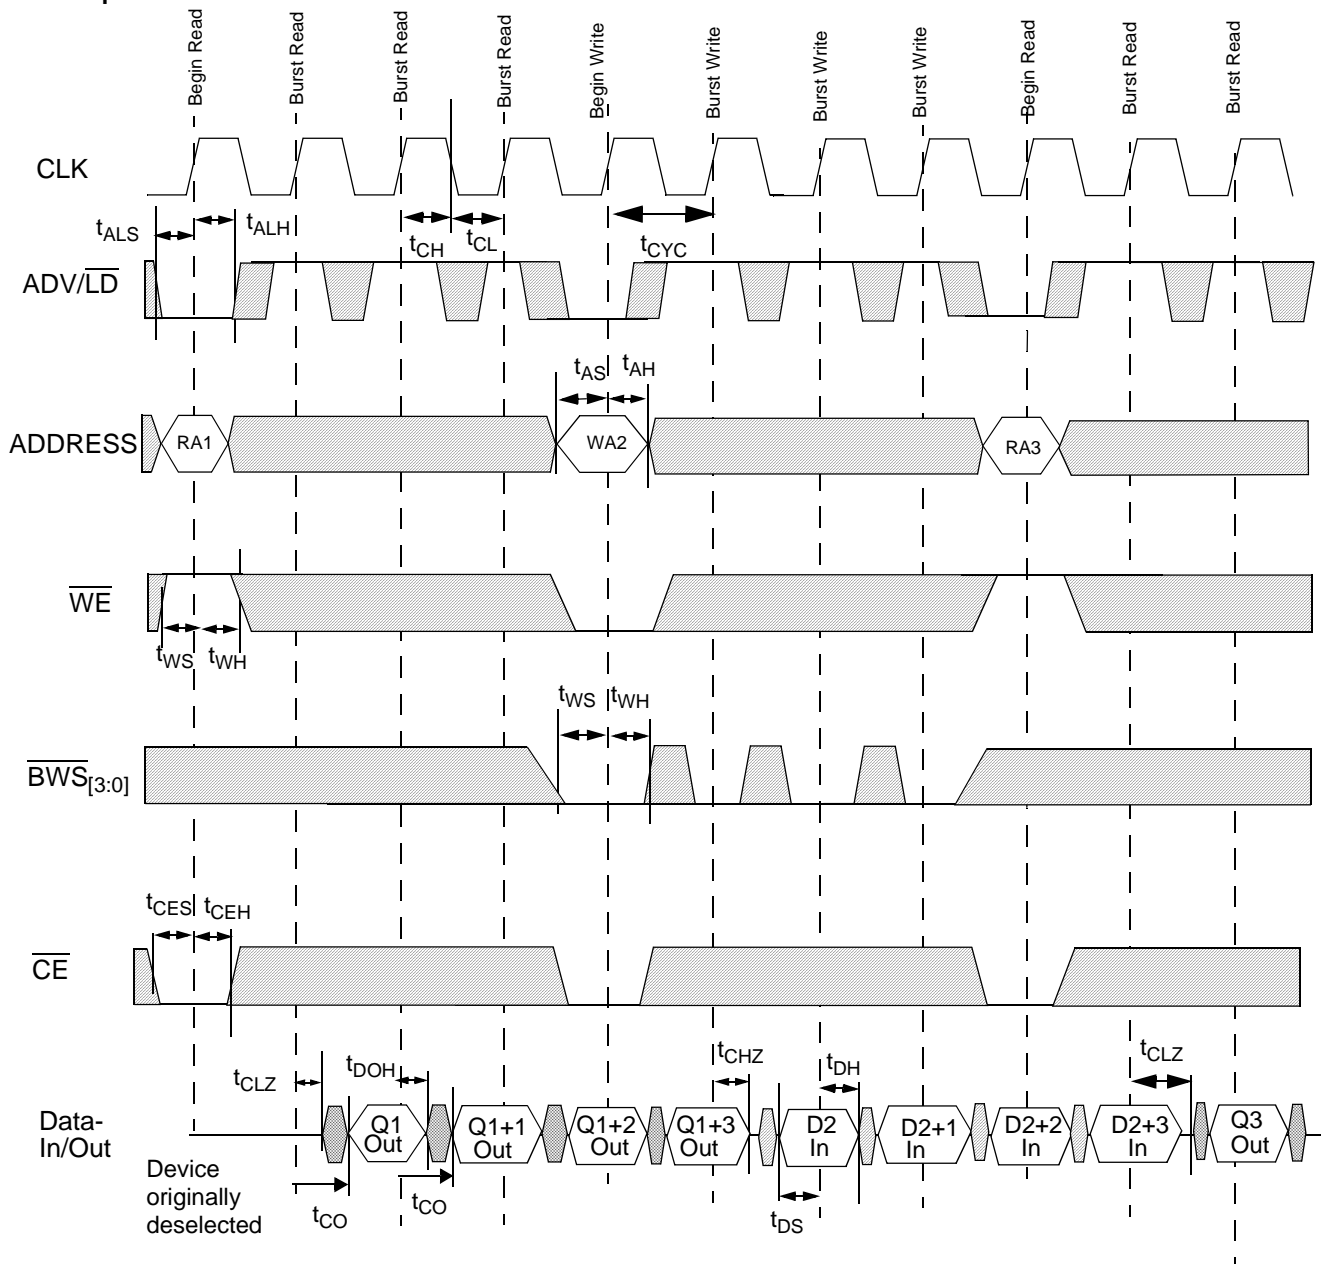 Begin Read
Burst Read
Burst Read
Burst Read
Begin Write
Burst Write
Burst Write
Burst Write
Begin Read
Burst Read
Burst Read
CLK
tALS
tALH
tCH
tCL
tCYC
ADV/LD
tAS
tAH
ADDRESS
RA1
WA2
RA3
WE
tWS
tWH
tWS
tWH
BWS[3:0]
tCES
tCEH
CE
tCLZ
tDOH
tCHZ
tDH
tCLZ
Data-
In/Out
Q1
Out
Q1+1
Out
Q1+2
Out
Q1+3
Out
D2
In
D2+1
In
D2+2
In
D2+3
In
Q3
Out
Device
originally
deselected
tCO
tCO
tDS